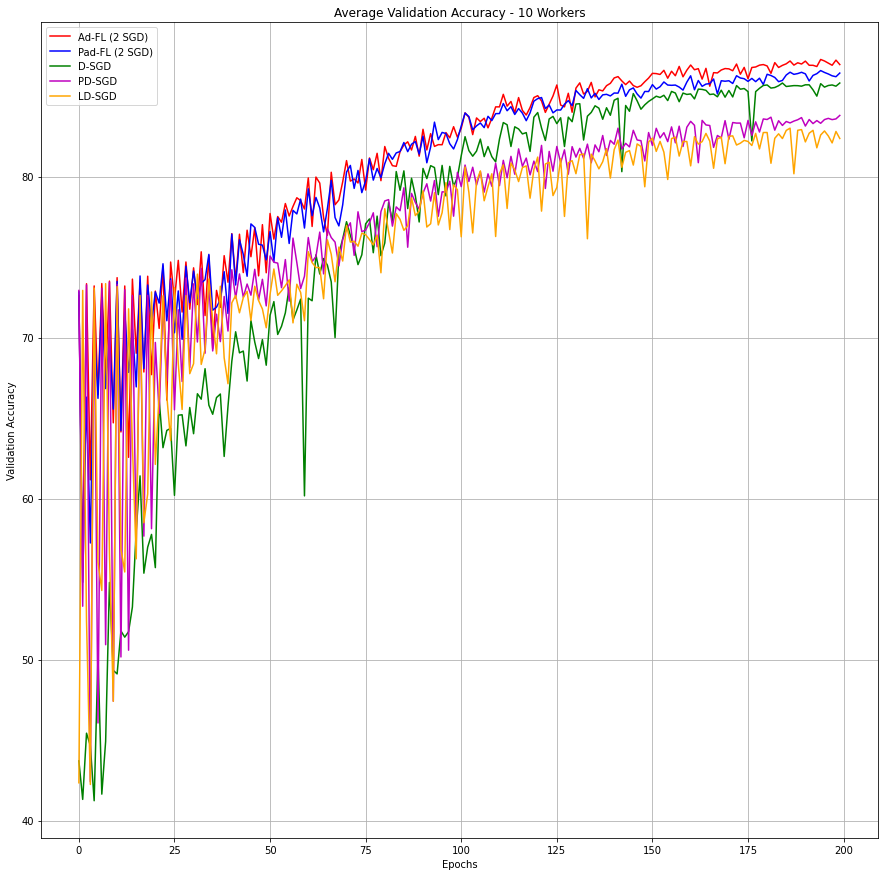 Average Validation Accuracy - 10 Workers
Ad-FL (2 SGD)
Pad-FL (2 SGD)
D-SGD
PD-SGD
LD-SGD
Validation Accuracy
80
70
60
50
40
0 25 50 75 100 125 150 175 200
Epochs